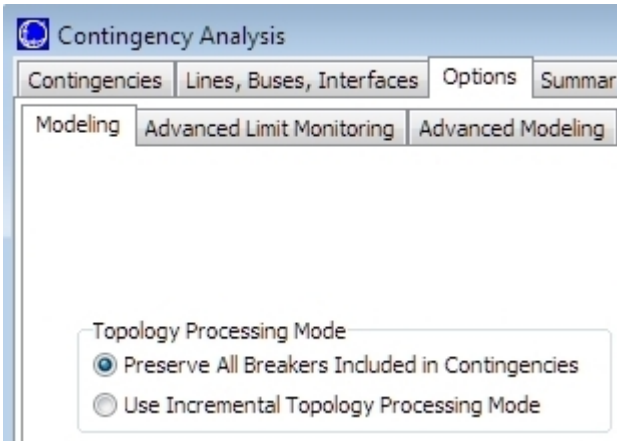 Contingency Analysis
Contingencies Lines, Buses, Interfaces Options Summar
Modeling Advanced Limit Monitoring Advanced Modeling
Topology Processing Mode
Preserve All Breakers Included in Contingencies
Use Incremental Topology Processing Mode